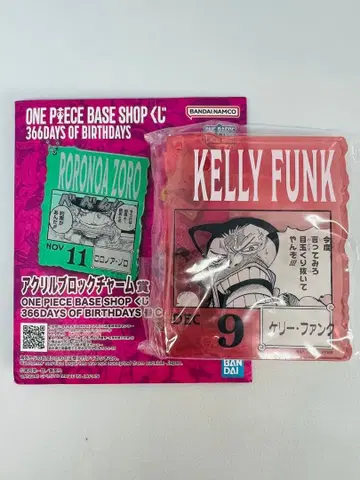 ONE PIECE BASE SHOP くじ
366DAYS OF BIRTHDAYS
BANDAI NAMCO
RORONOA ZORO
NOV
11
ロロノア・ゾロ
アクリルブロックチャーム 賞
ONE PIECE BASE SHOP くじ
366DAYS OF BIRTHDAYS
BAN
DAI
KELLY FUNK
今度
言ってみろ
目玉くり抜いて
やんぞ!!!
DEC
9
ケリー・ファンク